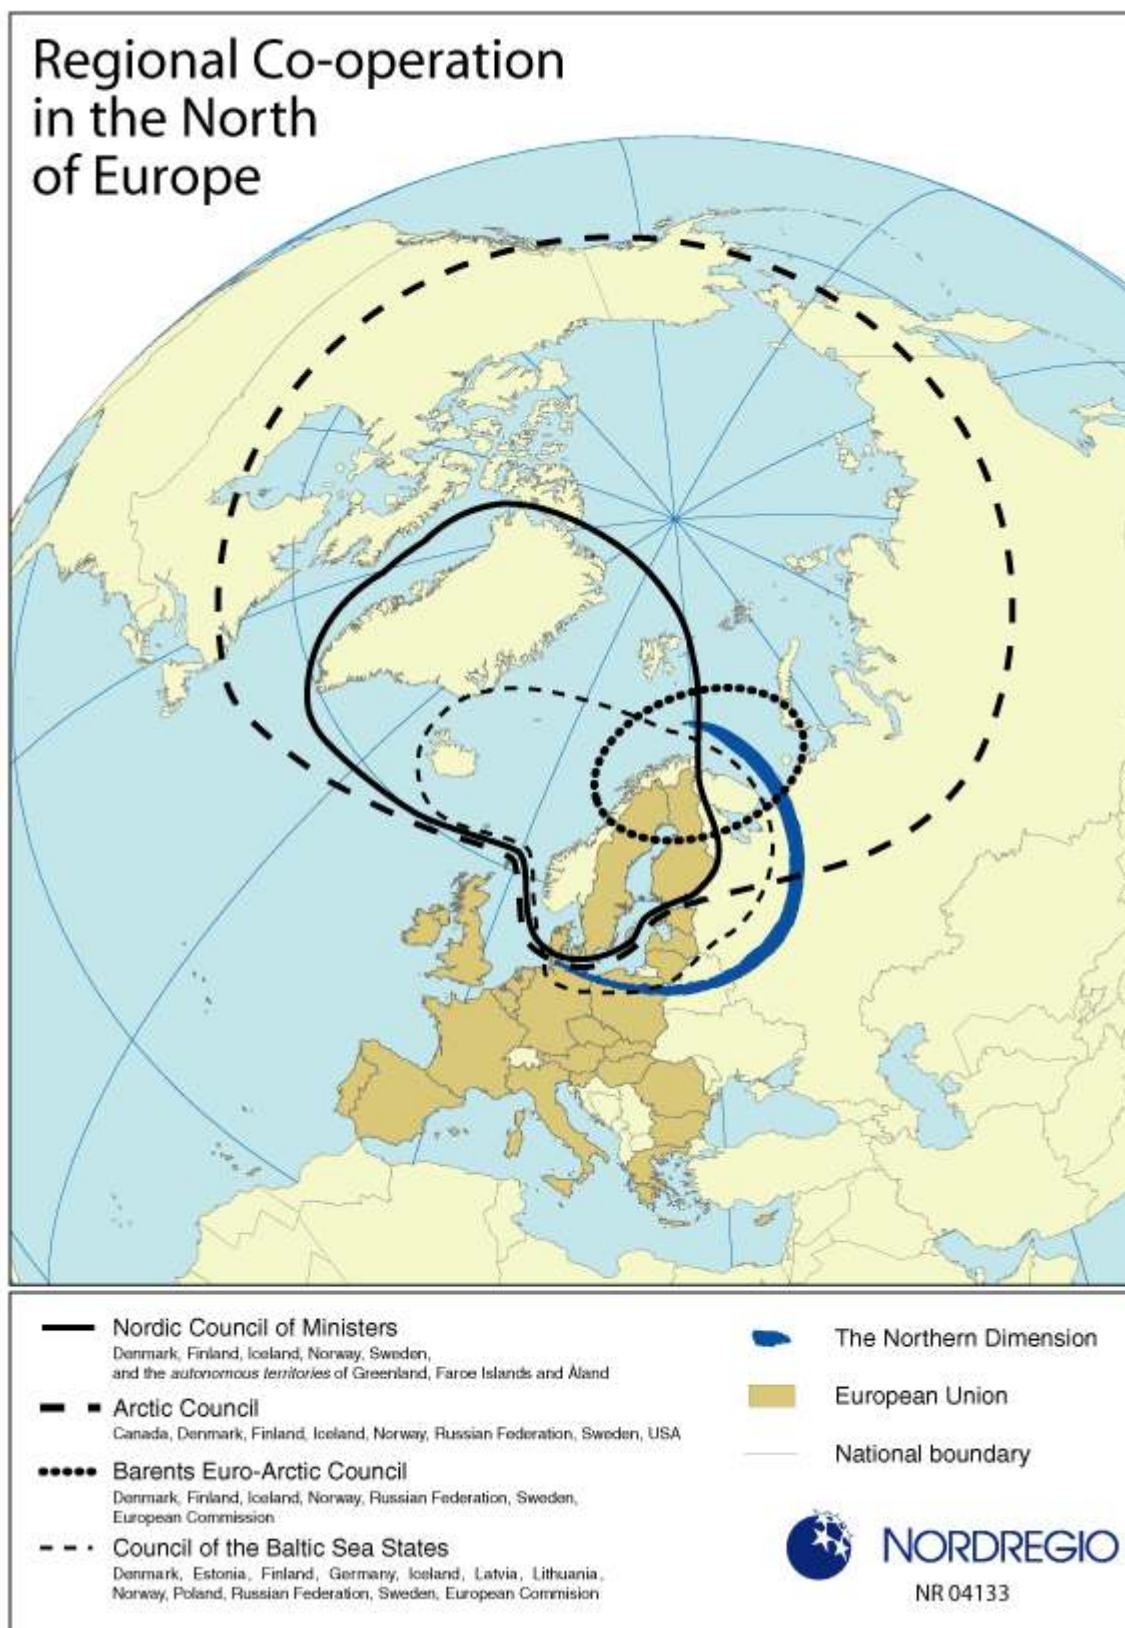 Regional Co-operation
in the North
of Europe
Nordic Council of Ministers
Denmark, Finland, Iceland, Norway, Sweden,
and the autonomous territories of Greenland, Faroe Islands and Åland
Arctic Council
Canada, Denmark, Finland, Iceland, Norway, Russian Federation, Sweden, USA
Barents Euro-Arctic Council
Denmark, Finland, Iceland, Norway, Russian Federation, Sweden,
European Commission
Council of the Baltic Sea States
Denmark, Estonia, Finland, Germany, Iceland, Latvia, Lithuania,
Norway, Poland, Russian Federation, Sweden, European Commision
The Northern Dimension
European Union
National boundary
NORDREGIO
NR 04133